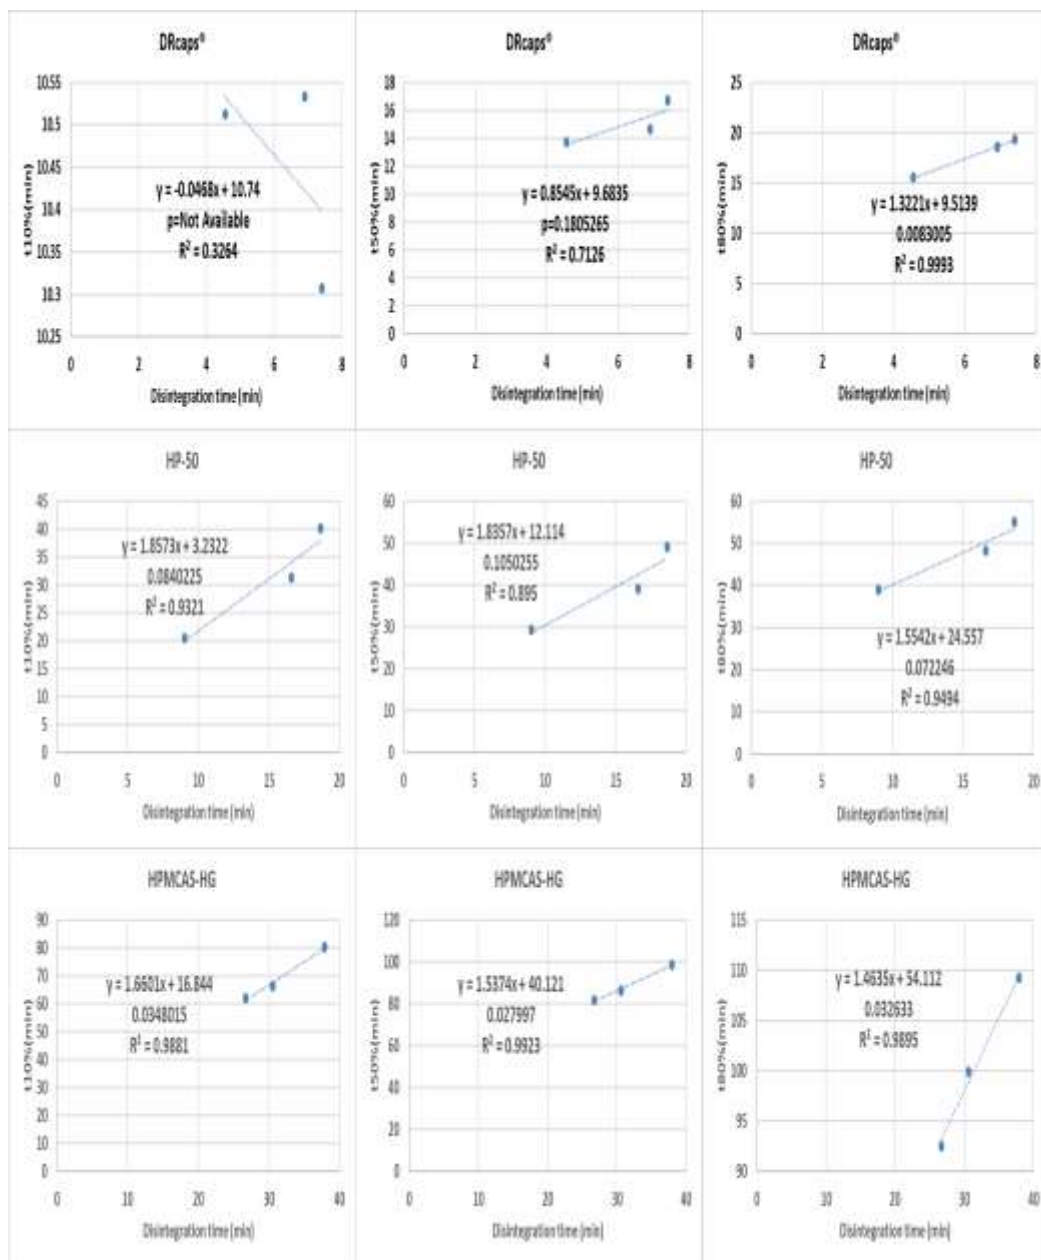 DRcaps®
10.55
10.5
10.45
10.4
10.35
10.3
10.25
t10%(min)
y = -0.0468x + 10.74
p=Not Available
R² = 0.3264
0 2 4 6 8
Disintegration time (min)
DRcaps®
18
16
14
12
10
8
6
4
2
0
t50%(min)
y = 0.8545x + 9.6835
p=0.1805265
R² = 0.7126
0 2 4 6 8
Disintegration time (min)
DRcaps®
25
20
15
10
5
0
t80%(min)
y = 1.3221x + 9.5139
0.0083005
R² = 0.9993
0 2 4 6 8
Disintegration time (min)
HP-50
45
40
35
30
25
20
15
10
5
0
t10%(min)
y = 1.8573x + 3.2322
0.0840225
R² = 0.9321
0 5 10 15 20
Disintegration time (min)
HP-50
60
50
40
30
20
10
0
t50%(min)
y = 1.8357x + 12.114
0.1050255
R² = 0.895
0 5 10 15 20
Disintegration time (min)
HP-50
60
50
40
30
20
10
0
t80%(min)
y = 1.5542x + 24.557
0.072246
R² = 0.9494
0 5 10 15 20
Disintegration time (min)
HPMCAS-HG
90
80
70
60
50
40
30
20
10
0
t10%(min)
y = 1.6601x + 16.844
0.0348015
R² = 0.9881
0 10 20 30 40
Disintegration time (min)
HPMCAS-HG
120
100
80
60
40
20
0
t50%(min)
y = 1.5374x + 40.121
0.027997
R² = 0.9923
0 10 20 30 40
Disintegration time (min)
HPMCAS-HG
115
110
105
100
95
90
t80%(min)
y = 1.4635x + 54.112
0.032633
R² = 0.9895
0 10 20 30 40
Disintegration time (min)